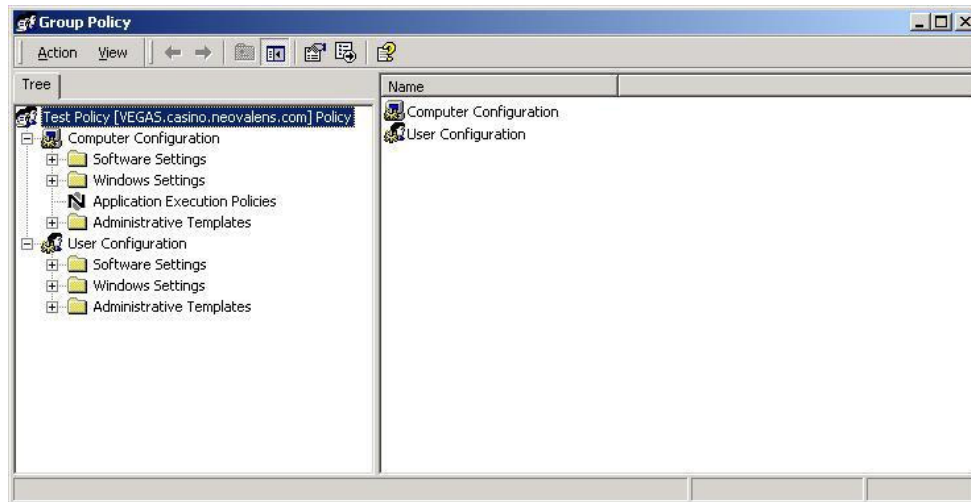 Group Policy
Action View
Tree
Test Policy [VEGAS.casino.neovalens.com] Policy
Computer Configuration
Software Settings
Windows Settings
Application Execution Policies
Administrative Templates
User Configuration
Software Settings
Windows Settings
Administrative Templates
Name
Computer Configuration
User Configuration